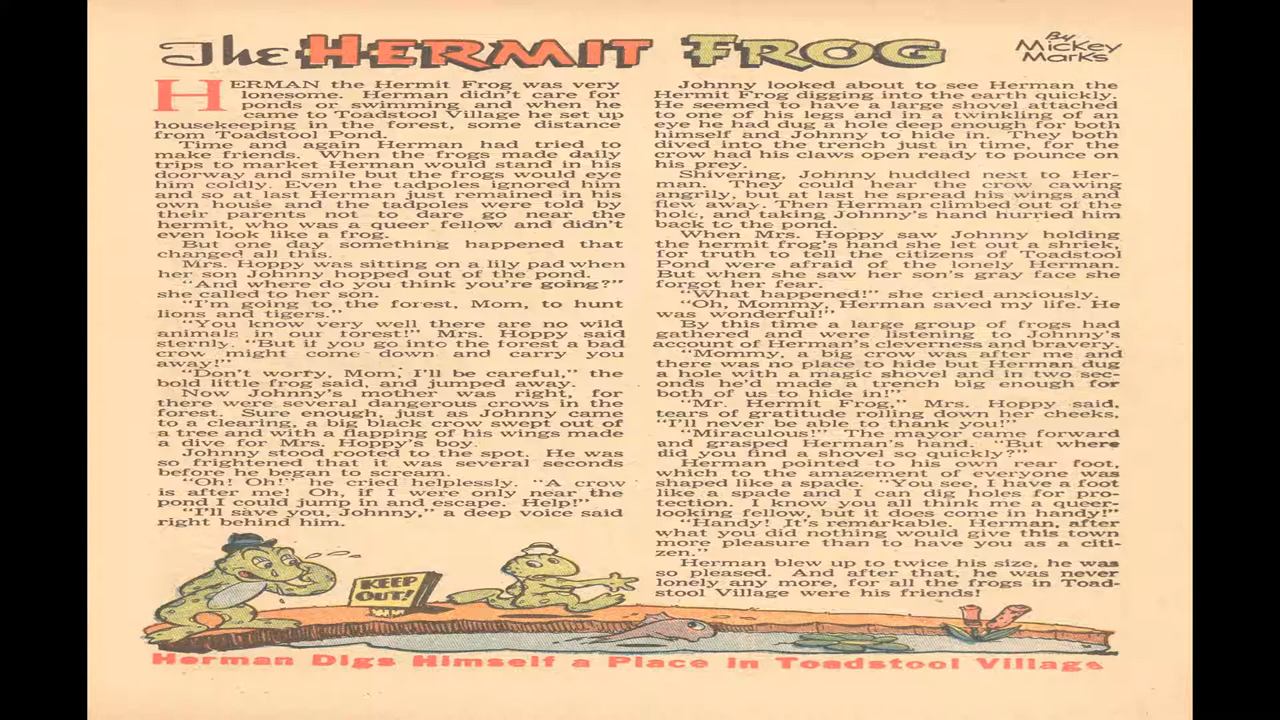 The HERMIT FROG
By
Mickey
Marks
HERMAN the Hermit Frog was very
lonesome. Herman didn't care for
ponds or swimming and when he
came to Toadstool Village he set up
housekeeping in the forest, some distance
from Toadstool Pond.
Time and again Herman had tried to
make friends. When the frogs made daily
trips to market Herman would stand in his
doorway and smile but the frogs would eye
him coldly. Even the tadpoles ignored him
and so at last Herman just remained in his
own house and the tadpoles were told by
their parents not to dare go near the
hermit, who was a queer fellow and didn't
even look like a frog.
But one day something happened that
changed all this.
Mrs. Hoppy was sitting on a lily pad when
her son Johnny hopped out of the pond.
"And where do you think you're going?"
she called to her son.
"I'm going to the forest, Mom, to hunt
lions and tigers."
"You know very well there are no wild
animals in our forest!" Mrs. Hoppy said
sternly. "But if you go into the forest a bad
crow might come down and carry you
away!"
"Don't worry, Mom, I'll be careful," the
bold little frog said, and jumped away.
Now Johnny's mother was right, for
there were several dangerous crows in the
forest. Sure enough, just as Johnny came
to a clearing, a big black crow swept out of
a tree and with a flapping of his wings made
a dive for Mrs. Hoppy's boy.
Johnny stood rooted to the spot. He was
so frightened that it was several seconds
before he began to scream.
"Oh! Oh!" he cried helplessly. "A crow
is after me! Oh, if I were only near the
pond I could jump in and escape. Help!"
"I'll save you, Johnny," a deep voice said
right behind him.
Johnny looked about to see Herman the
Hermit Frog digging into the earth quickly.
He seemed to have a large shovel attached
to one of his legs and in a twinkling of an
eye he had dug a hole deep enough for both
himself and Johnny to hide in. They both
dived into the trench just in time, for the
crow had his claws open ready to pounce on
his prey.
Shivering, Johnny huddled next to Her-
man. They could hear the crow cawing
angrily, but at last he spread his wings and
flew away. Then Herman climbed out of the
hole, and taking Johnny's hand hurried him
back to the pond.
When Mrs. Hoppy saw Johnny holding
the hermit frog's hand she let out a shriek,
for truth to tell the citizens of Toadstool
Pond were afraid of the lonely Herman.
But when she saw her son's gray face she
forgot her fear.
"What happened!" she cried anxiously.
"Oh, Mommy, Herman saved my life. He
was wonderful!"
By this time a large group of frogs had
gathered and were listening to Johnny's
account of Herman's cleverness and bravery.
"Mommy, a big crow was after me and
there was no place to hide but Herman dug
a hole with a magic shovel and in two sec-
onds he'd made a trench big enough for
both of us to hide in!"
"Mr. Hermit Frog," Mrs. Hoppy said,
tears of gratitude rolling down her cheeks,
"I'll never be able to thank you!"
"Miraculous!" The mayor came forward
and grasped Herman's hand. "But where
did you find a shovel so quickly?"
Herman pointed to his own rear foot,
which to the amazement of everyone was
shaped like a spade. "You see, I have a foot
like a spade and I can dig holes for pro-
tection. I know you all think me a queer-
looking fellow, but it does come in handy!"
"Handy! It's remarkable. Herman, after
what you did nothing would give this town
more pleasure than to have you as a citi-
zen."
Herman blew up to twice his size, he was
so pleased. And after that, he was never
lonely any more, for all the frogs in Toad-
stool Village were his friends!
KEEP
OUT!
Herman Digs Himself a Place in Toadstool Village